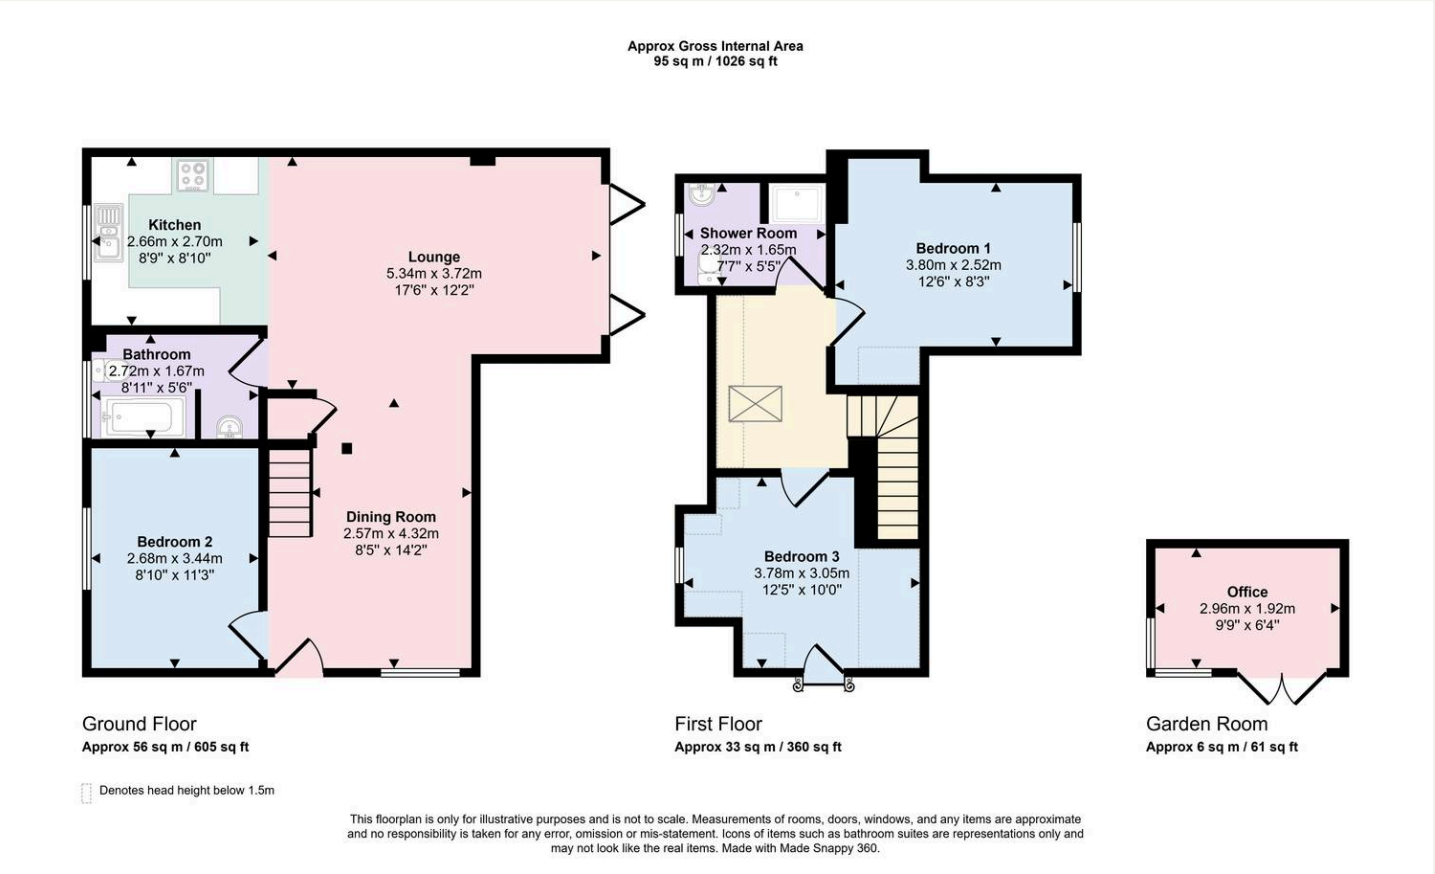 Approx Gross Internal Area
95 sq m / 1026 sq ft
Kitchen
2.66m x 2.70m
8'9" x 8'10"
Lounge
5.34m x 3.72m
17'6" x 12'2"
Bathroom
2.72m x 1.67m
8'11" x 5'6"
Bedroom 2
2.68m x 3.44m
8'10" x 11'3"
Dining Room
2.57m x 4.32m
8'5" x 14'2"
Ground Floor
Approx 56 sq m / 605 sq ft
Shower Room
2.32m x 1.65m
7'7" x 5'5"
Bedroom 1
3.80m x 2.52m
12'6" x 8'3"
Bedroom 3
3.78m x 3.05m
12'5" x 10'0"
First Floor
Approx 33 sq m / 360 sq ft
Office
2.96m x 1.92m
9'9" x 6'4"
Garden Room
Approx 6 sq m / 61 sq ft
Denotes head height below 1.5m
This floorplan is only for illustrative purposes and is not to scale. Measurements of rooms, doors, windows, and any items are approximate
and no responsibility is taken for any error, omission or mis-statement. Icons of items such as bathroom suites are representations only and
may not look like the real items. Made with Made Snappy 360.